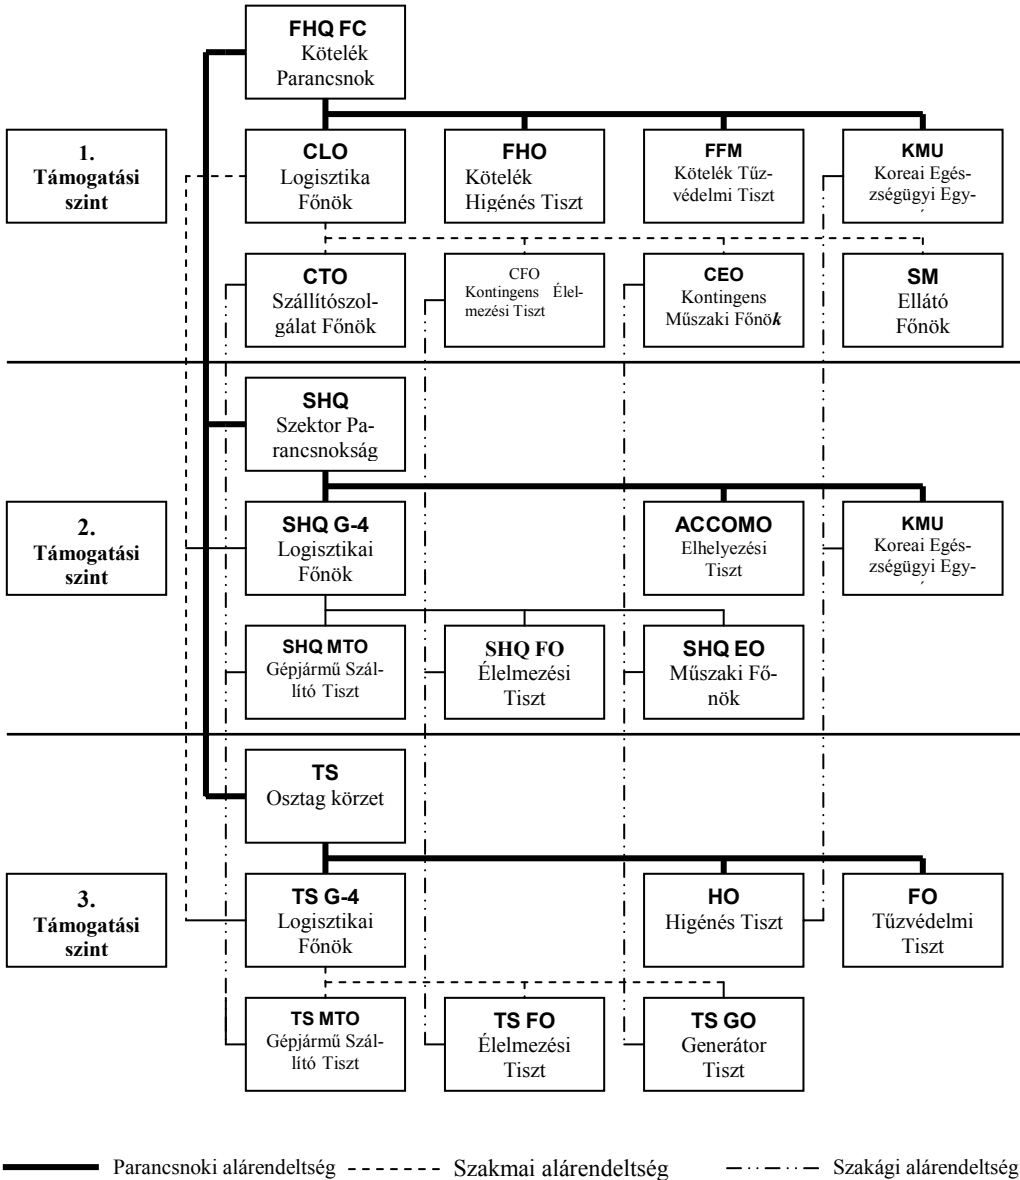 FHQ FC
Kötelék
Parancsnok
1.
Támogatási
szint
CLO
Logisztika
Főnök
FHO
Kötelék
Higénés Tiszt
FFM
Kötelék Tűz-
védelmi Tiszt
KMU
Koreai Egés-
zségügyi Egy-
CTO
Szállítószol-
gálat Főnök
CFO
Kontingens Élel-
mezési Tiszt
CEO
Kontingens
Műszaki Főnök
SM
Ellátó
Főnök
SHQ
Szektor Pa-
rancsnokság
2.
Támogatási
szint
SHQ G-4
Logisztikai
Főnök
ACCOMO
Elhelyezési
Tiszt
KMU
Koreai Egés-
zségügyi Egy-
SHQ MTO
Gépjármű Szál-
lító Tiszt
SHQ FO
Élelmezési
Tiszt
SHQ EO
Műszaki Fő-
nök
TS
Osztag körzet
3.
Támogatási
szint
TS G-4
Logisztikai
Főnök
HO
Higénés Tiszt
FO
Tűzvédelmi
Tiszt
TS MTO
Gépjármű Szál-
lító Tiszt
TS FO
Élelmezési
Tiszt
TS GO
Generátor
Tiszt
Parancsnoki alárendeltség
Szakmai alárendeltség
Szakági alárendeltség